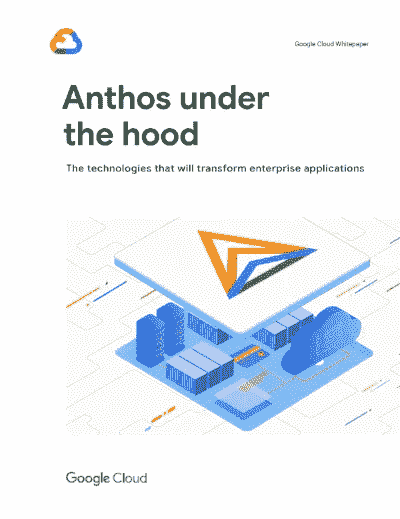 Google Cloud Whitepaper
Anthos under
the hood
The technologies that will transform enterprise applications
Google Cloud